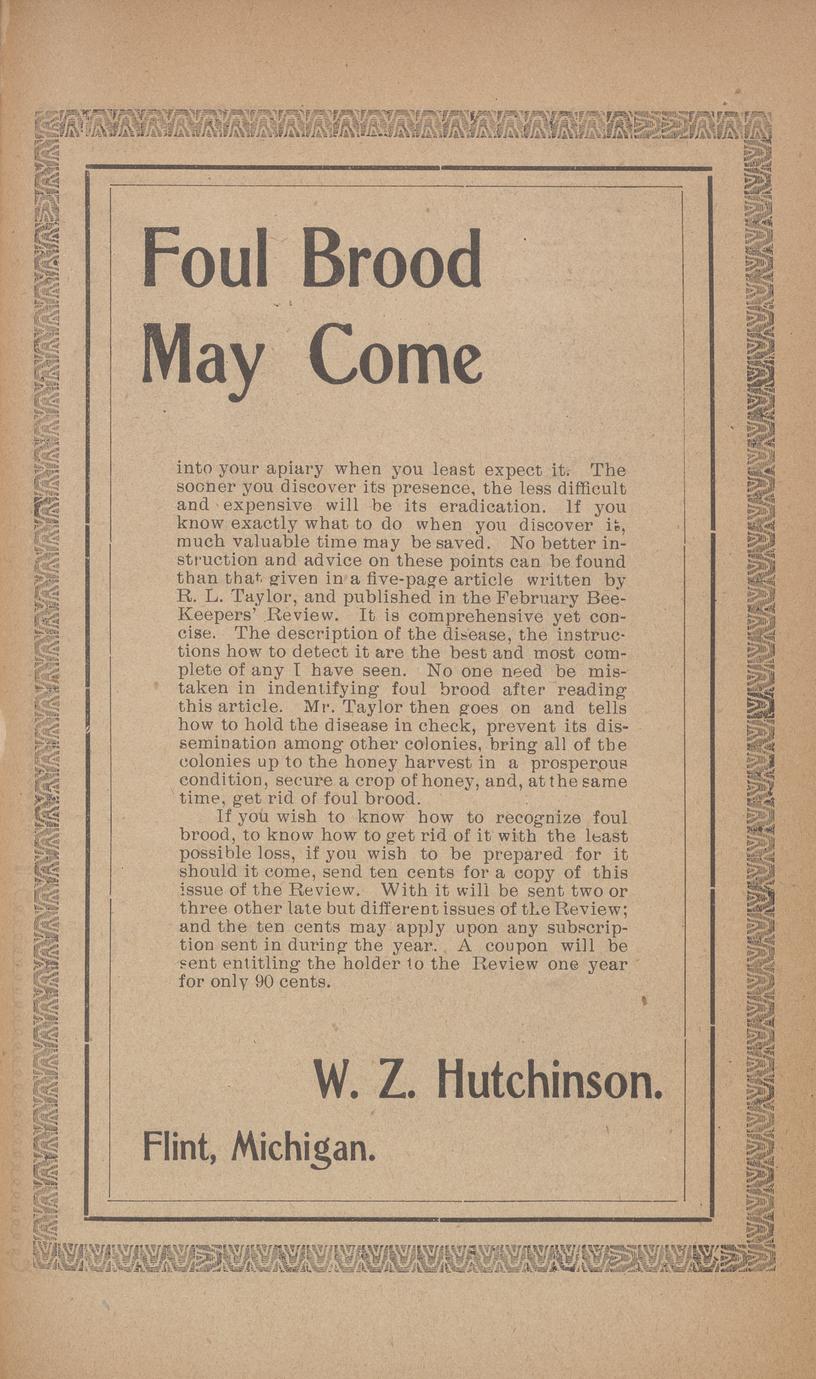 Foul Brood
May Come
into your apiary when you least expect it. The
sooner you discover its presence, the less difficult
and expensive will be its eradication. If you
know exactly what to do when you discover it,
much valuable time may be saved. No better in-
struction and advice on these points can be found
than that given in a five-page article written by
R. L. Taylor, and published in the February Bee-
Keepers' Review. It is comprehensive yet con-
cise. The description of the disease, the instruc-
tions how to detect it are the best and most com-
plete of any I have seen. No one need be mis-
taken in indentifying foul brood after reading
this article. Mr. Taylor then goes on and tells
how to hold the disease in check, prevent its dis-
semination among other colonies, bring all of the
colonies up to the honey harvest in a prosperous
condition, secure a crop of honey, and, at the same
time, get rid of foul brood.
If you wish to know how to recognize foul
brood, to know how to get rid of it with the least
possible loss, if you wish to be prepared for it
should it come, send ten cents for a copy of this
issue of the Review. With it will be sent two or
three other late but different issues of the Review;
and the ten cents may apply upon any subscrip-
tion sent in during the year. A coupon will be
sent entitling the holder to the Review one year
for only 90 cents.
W. Z. Hutchinson.
Flint, Michigan.